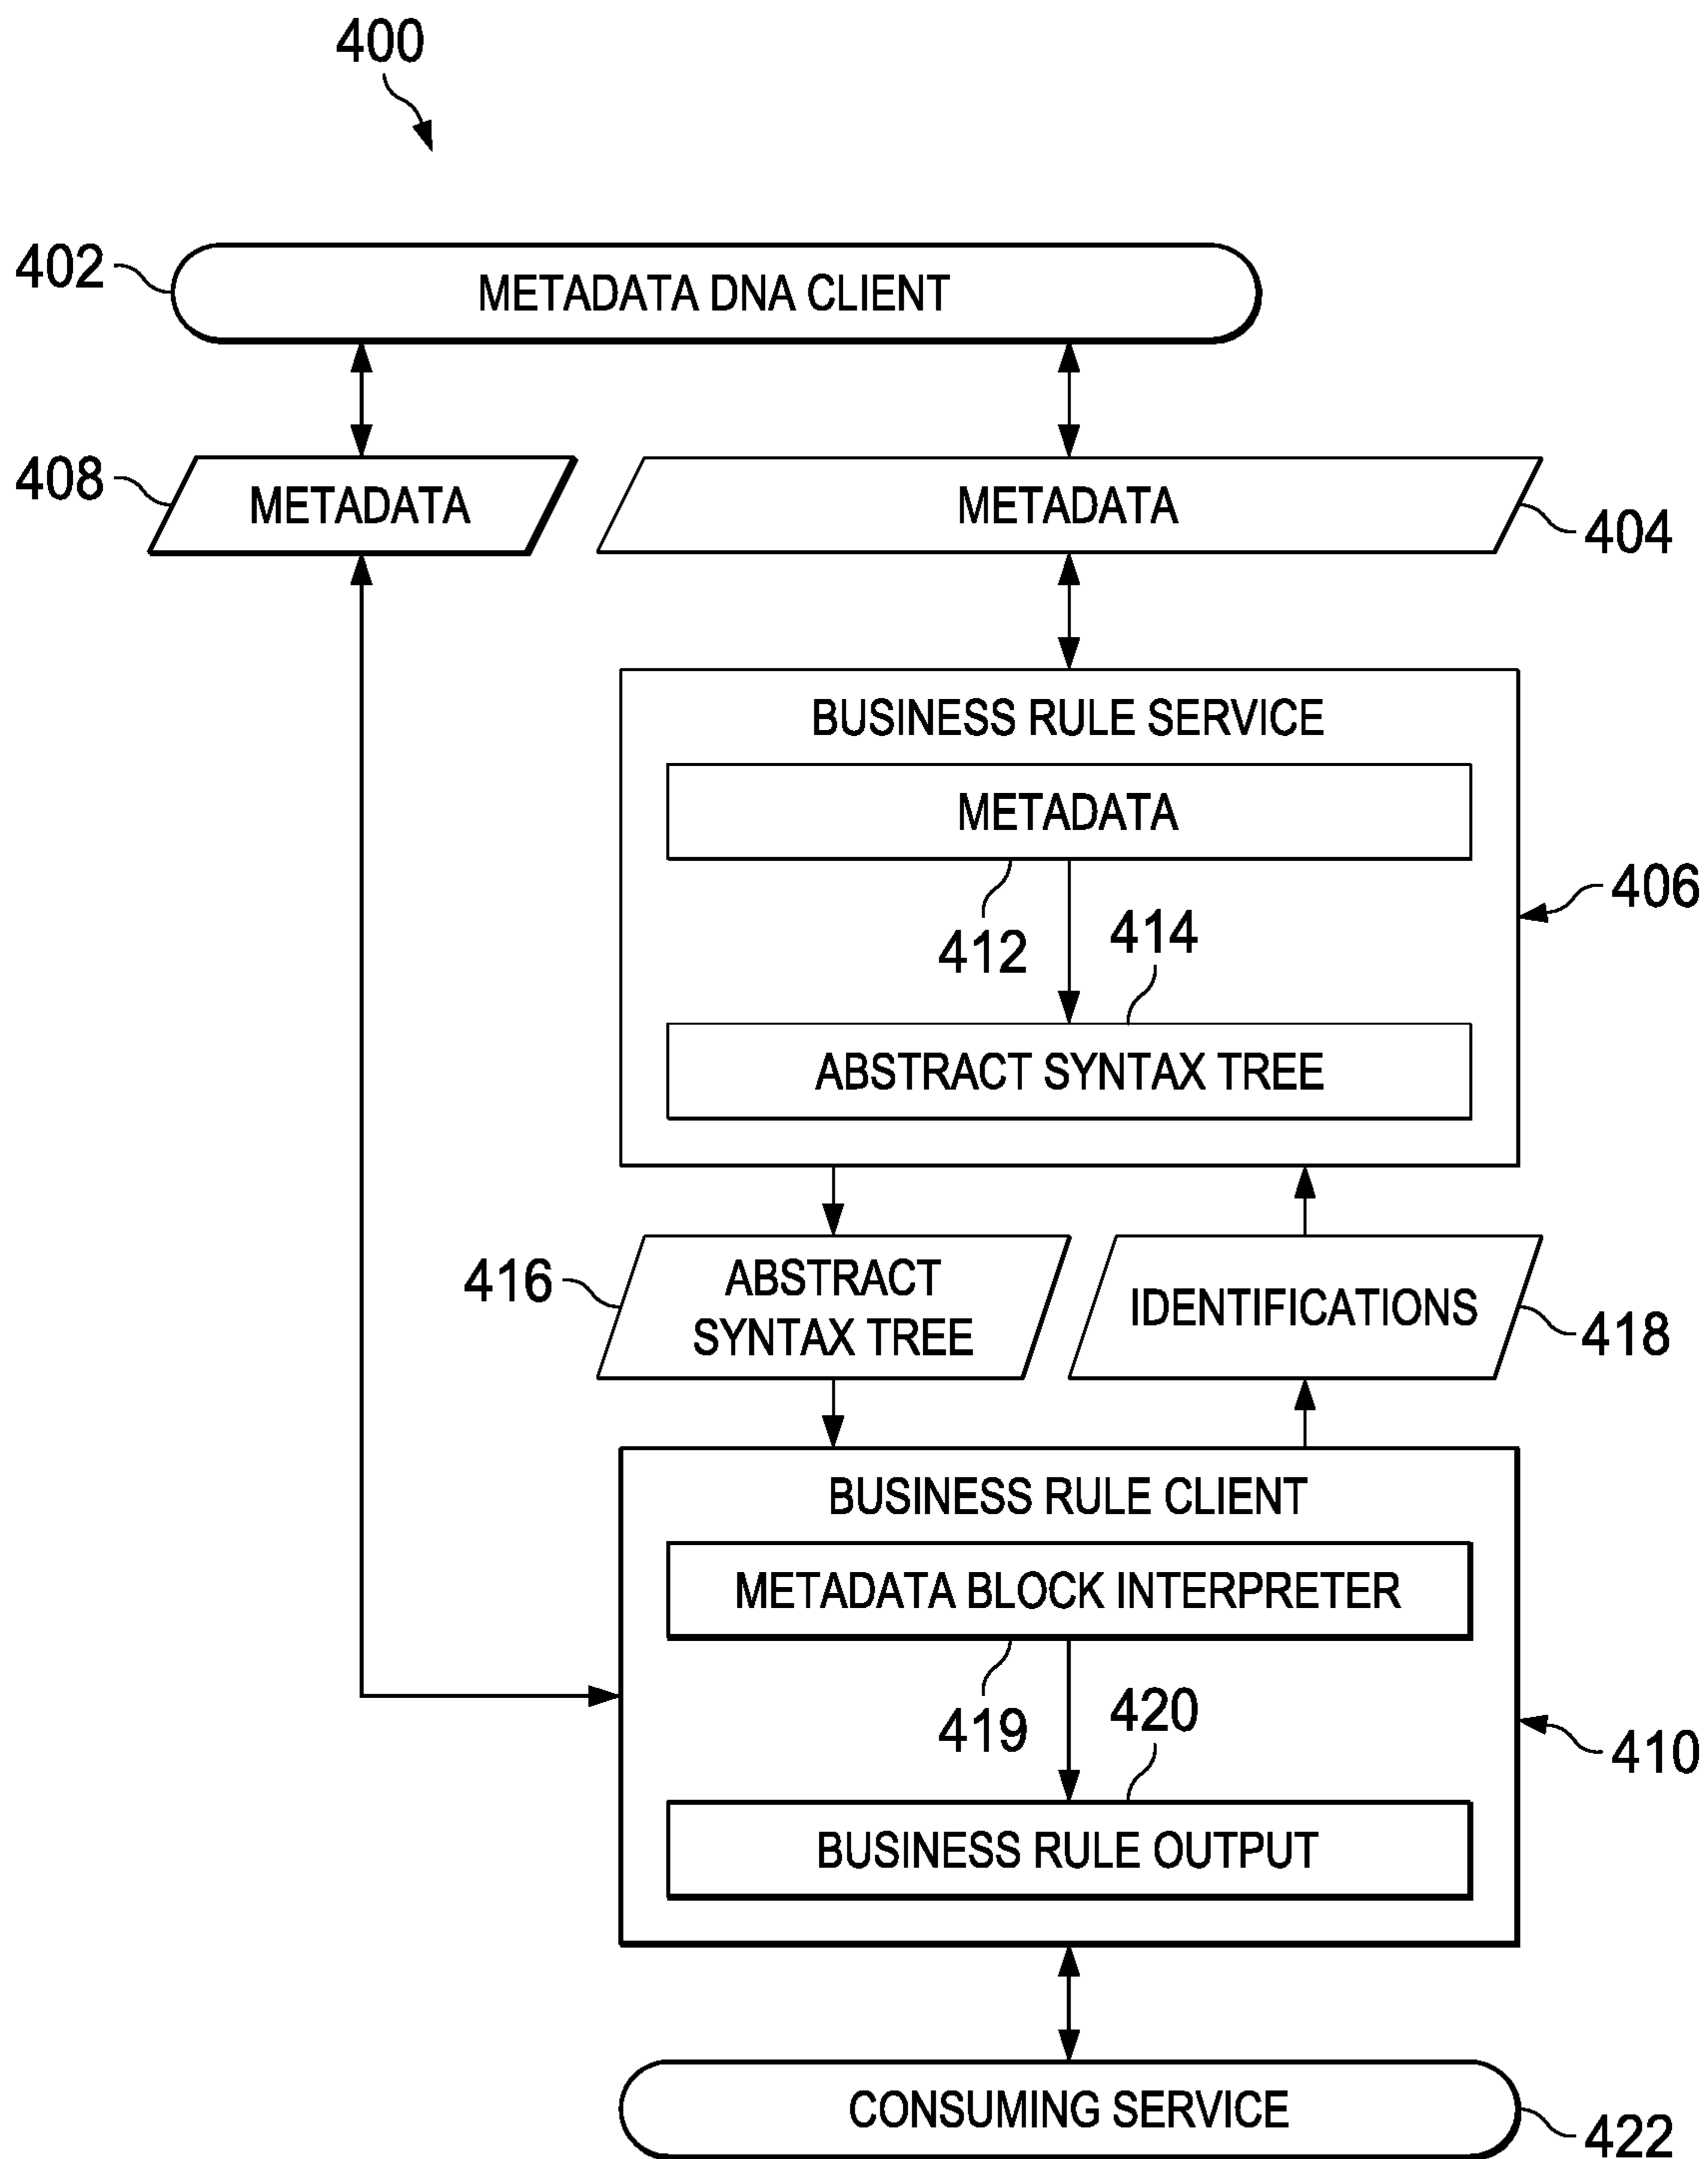 400
402
METADATA DNA CLIENT
408
METADATA
METADATA
404
BUSINESS RULE SERVICE
METADATA
406
412
414
ABSTRACT SYNTAX TREE
416
ABSTRACT
SYNTAX TREE
IDENTIFICATIONS
418
BUSINESS RULE CLIENT
METADATA BLOCK INTERPRETER
419
420
410
BUSINESS RULE OUTPUT
CONSUMING SERVICE
422